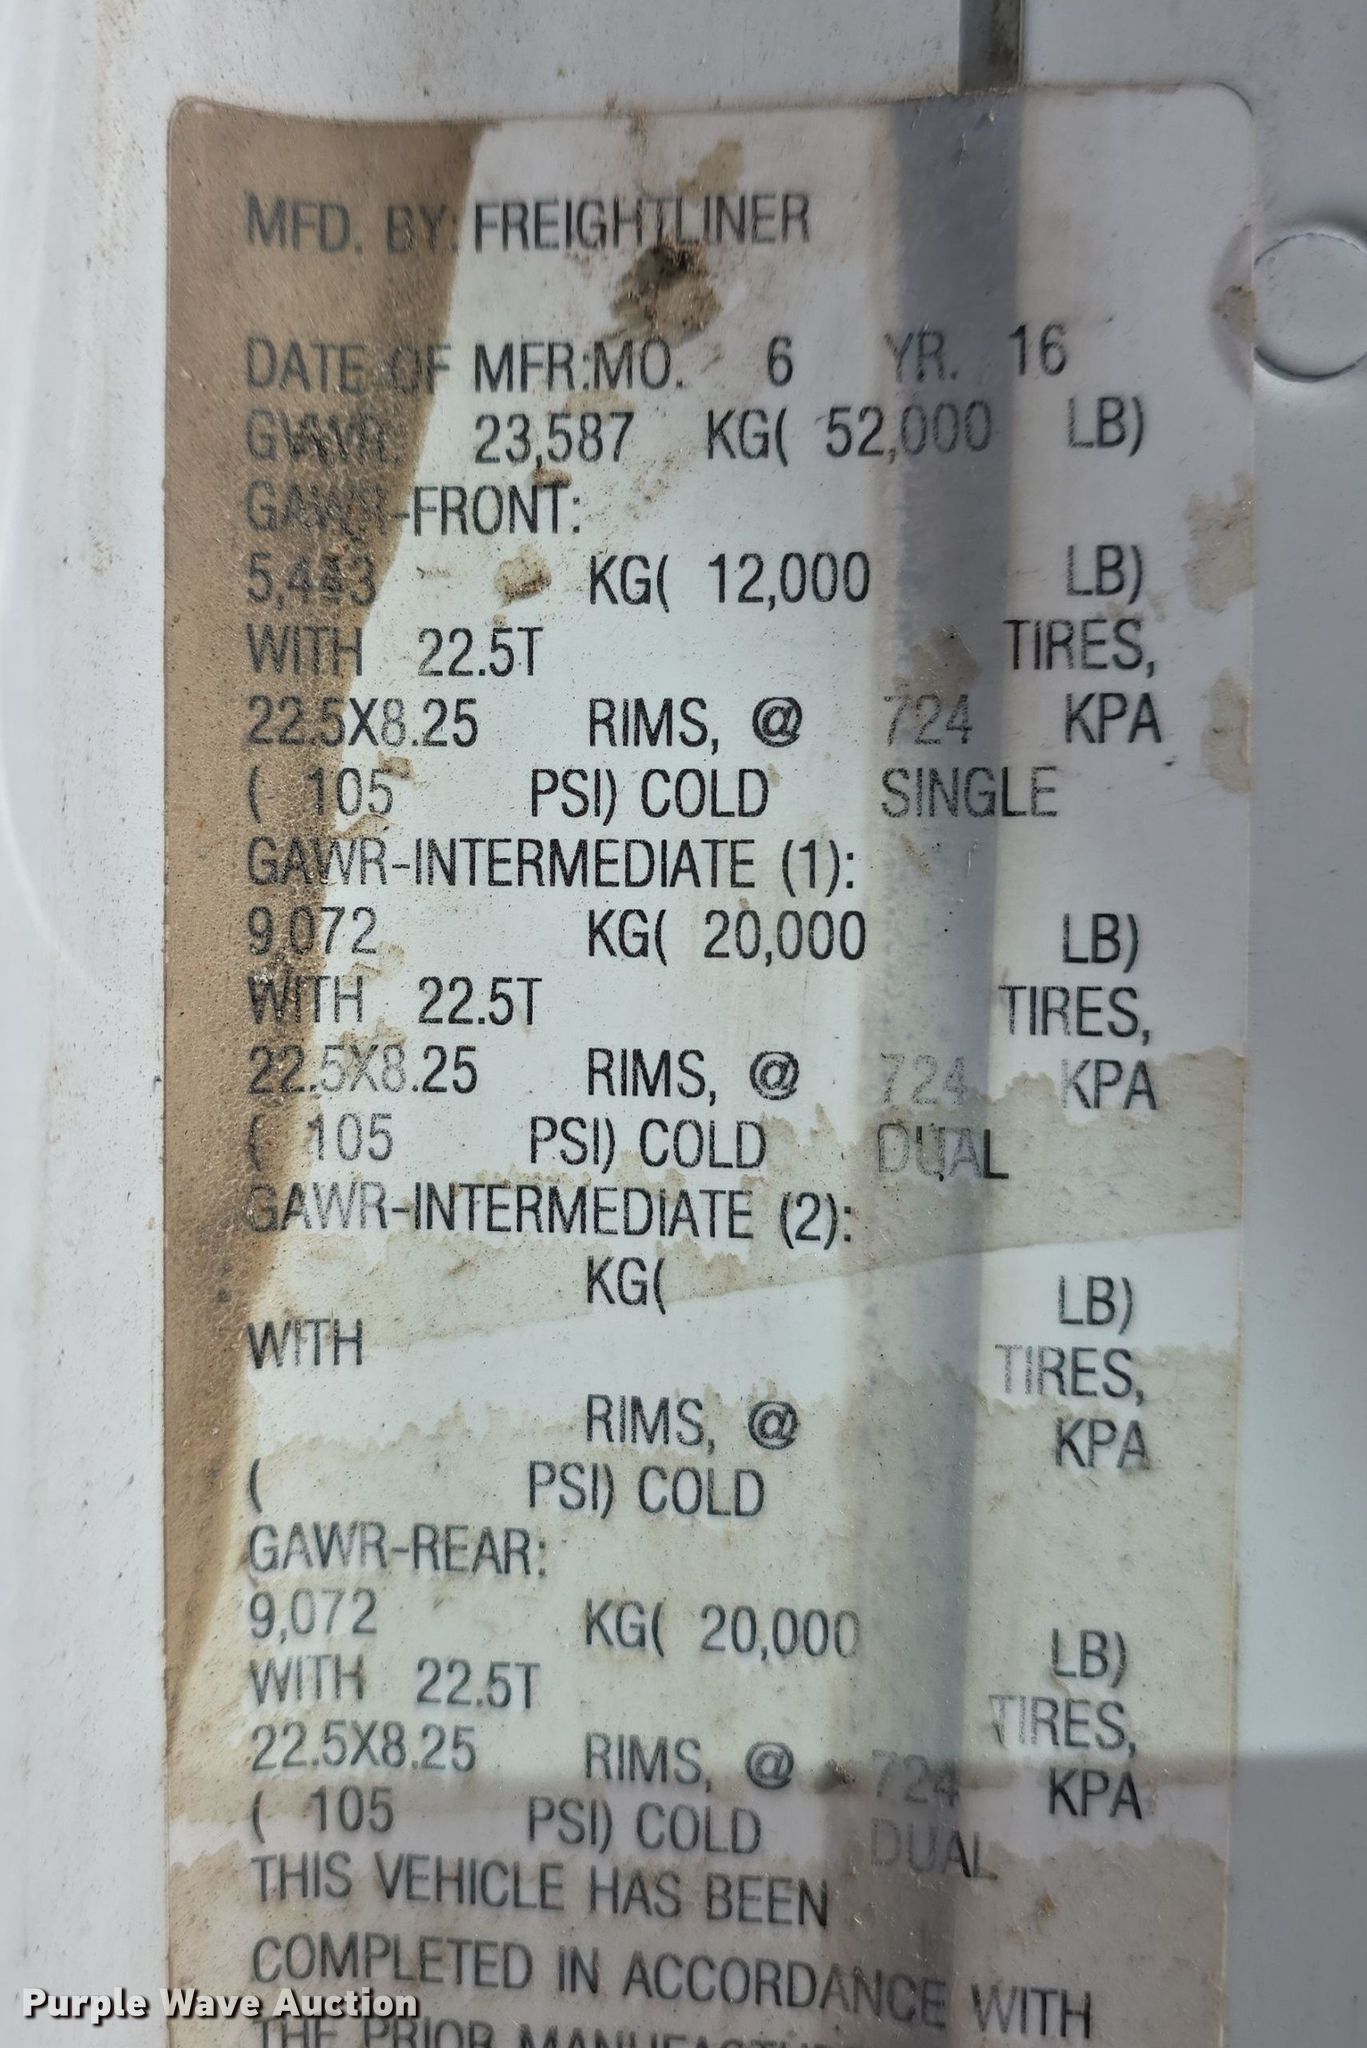 MFD. BY: FREIGHTLINER
DATE OF MFR:MO. 6 YR. 16
GVWR: 23,587 KG( 52,000 LB)
GAWR-FRONT:
5,443 KG( 12,000 LB)
WITH 22.5T TIRES,
22.5X8.25 RIMS, @ 724 KPA
( 105 PSI) COLD SINGLE
GAWR-INTERMEDIATE (1):
9,072 KG( 20,000 LB)
WITH 22.5T TIRES,
22.5X8.25 RIMS, @ 724 KPA
( 105 PSI) COLD DUAL
GAWR-INTERMEDIATE (2):
KG( LB)
WITH TIRES,
RIMS, @ KPA
( PSI) COLD
GAWR-REAR:
9,072 KG( 20,000 LB)
WITH 22.5T TIRES,
22.5X8.25 RIMS, @ 724 KPA
( 105 PSI) COLD DUAL
THIS VEHICLE HAS BEEN
COMPLETED IN ACCORDANCE WITH
THE PRIOR
Purple Wave Auction